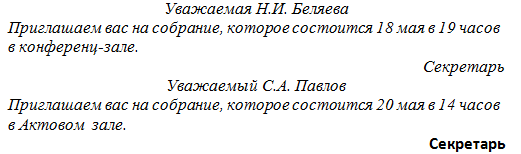 Уважаемая Н.И. Беляева
Приглашаем вас на собрание, которое состоится 18 мая в 19 часов
в конференц-зале.
Секретарь
Уважаемый С.А. Павлов
Приглашаем вас на собрание, которое состоится 20 мая в 14 часов
в Актовом зале.
Секретарь